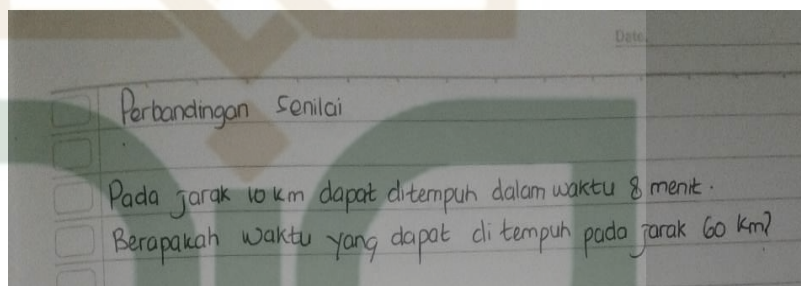 Date
Perbandingan Senilai
Pada jarak 10 km dapat ditempuh dalam waktu 8 menit.
Berapakah waktu yang dapat di tempuh pada jarak 60 km?